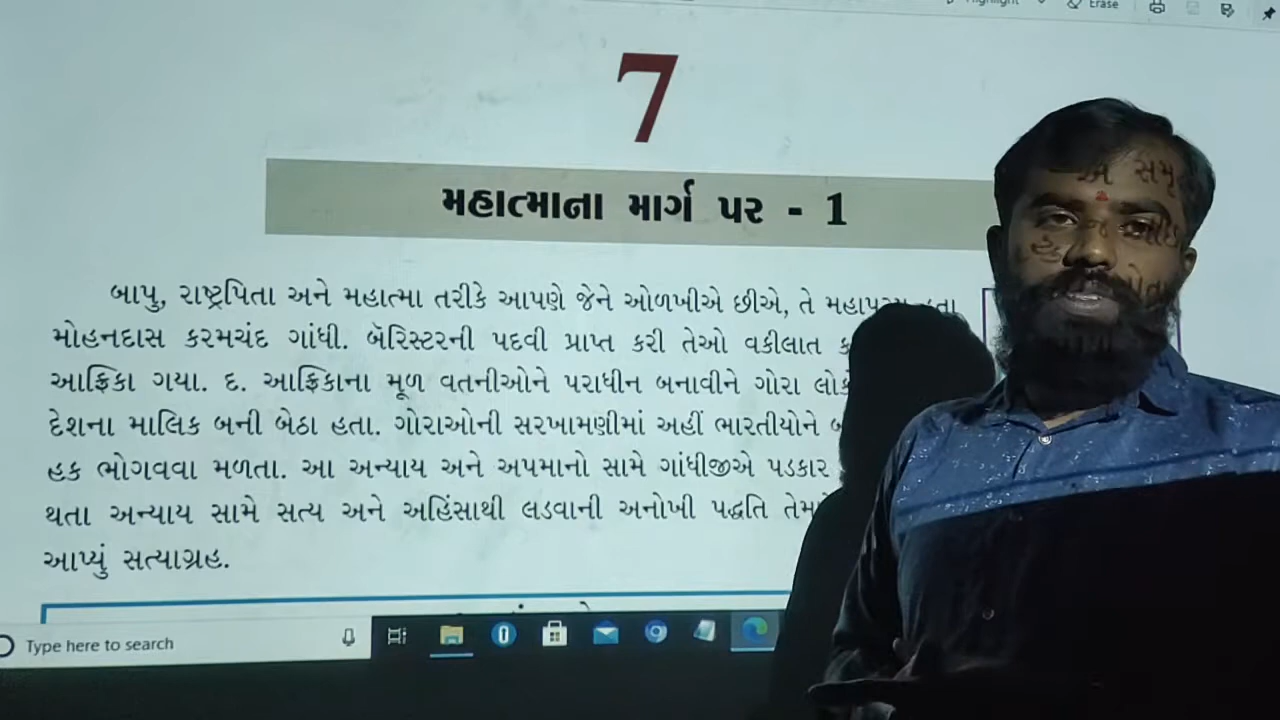 Erase
7
મહાત્માના માર્ગ પર - 1
બાપુ, રાષ્ટ્રપિતા અને મહાત્મા તરીકે આપણે જેને ઓળખીએ છીએ, તે
મોહનદાસ કરમચંદ ગાંધી. બૅરિસ્ટરની પદવી પ્રાપ્ત કરી તેઓ વકીલાત
આફ્રિકા ગયા. દ. આફ્રિકાના મૂળ વતનીઓને પરાધીન બનાવીને ગોરા
દેશના માલિક બની બેઠા હતા. ગોરાઓની સરખામણીમાં અહીં ભારતીયોને
હક ભોગવવા મળતા. આ અન્યાય અને અપમાનો સામે ગાંધીજીએ પડકાર
થતા અન્યાય સામે સત્ય અને અહિંસાથી લડવાની અનોખી પદ્ધતિ
આપ્યું સત્યાગ્રહ.
Type here to search